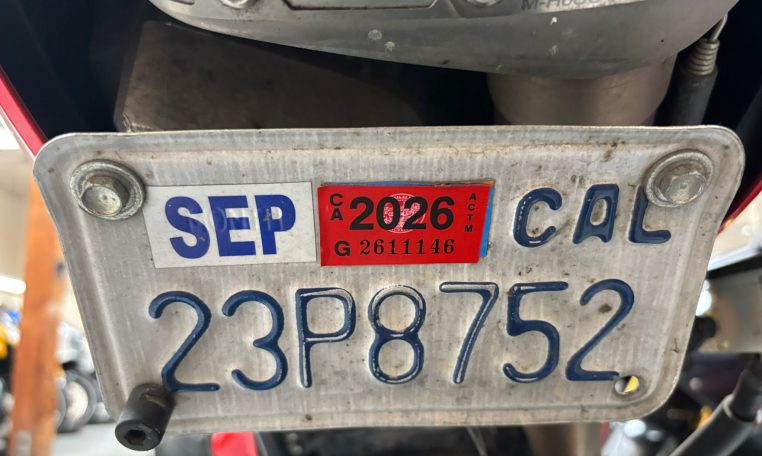 M-H
SEP
CA 2026 ACTM
G 2611146
CAL
23P8752